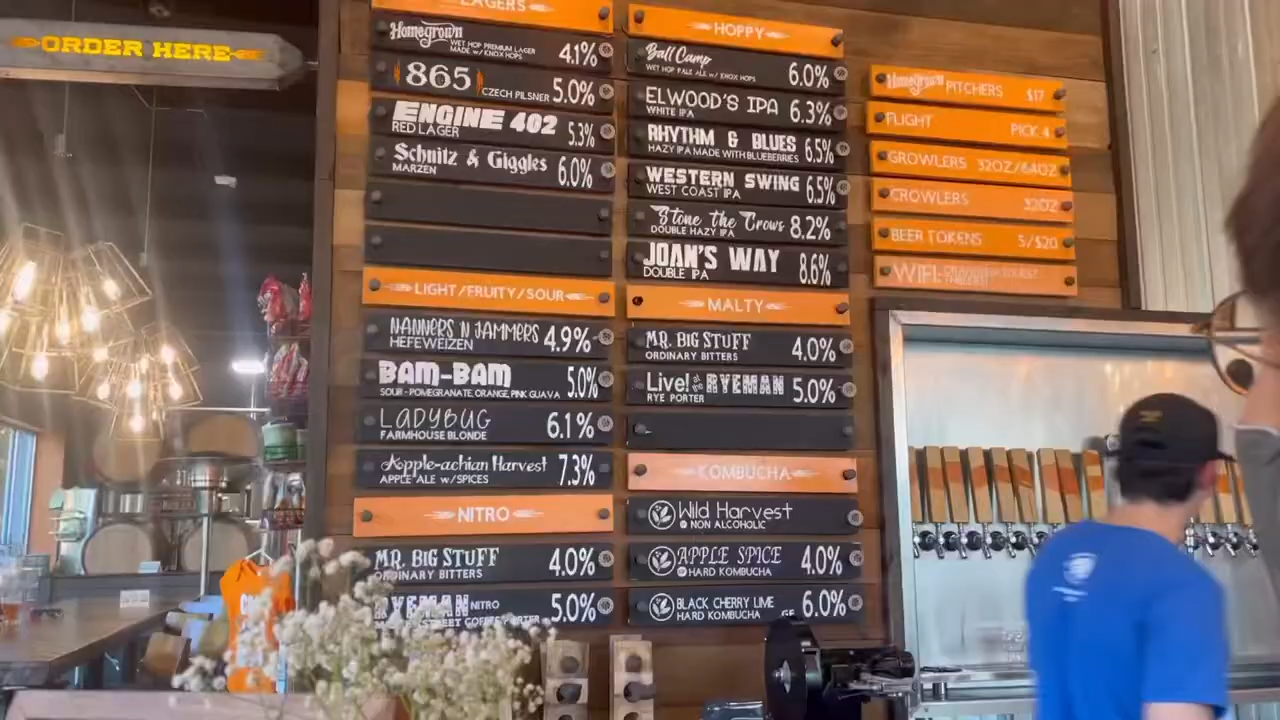 ORDER HERE
LAGERS
Homegrown
WET HOP PREMIUM LAGER
MADE W/ KNOX HOPS
4.1%
865 CZECH PILSNER 5.0%
ENGINE 402
RED LAGER
5.3%
Schnitz & Giggles
MARZEN
6.0%
LIGHT/FRUITY/SOUR
NANNERS N JAMMERS
HEFEWEIZEN
4.9%
BAM-BAM
SOUR - POMEGRANATE, ORANGE, PINK GUAVA
5.0%
LADYBUG
FARMHOUSE BLONDE
6.1%
Apple-achian Harvest
APPLE ALE W/SPICES
7.3%
NITRO
MR. BIG STUFF
ORDINARY BITTERS
4.0%
RYEMAN NITRO
STREET COFFEE PORTER
5.0%
HOPPY
Ball Camp
WET HOP PALE ALE W/ KNOX HOPS
6.0%
ELWOOD'S IPA
WHITE IPA
6.3%
RHYTHM & BLUES
HAZY IPA MADE WITH BLUEBERRIES
6.5%
WESTERN SWING
WEST COAST IPA
6.5%
Stone the Crows
DOUBLE HAZY IPA
8.2%
JOAN'S WAY
DOUBLE IPA
8.6%
MALTY
MR. BIG STUFF
ORDINARY BITTERS
4.0%
Live! RYEMAN
RYE PORTER
5.0%
KOMBUCHA
Wild Harvest
NON ALCOHOLIC
APPLE SPICE
HARD KOMBUCHA
4.0%
BLACK CHERRY LIME
HARD KOMBUCHA
GF 6.0%
Homegrown PITCHERS $17
FLIGHT PICK 4
GROWLERS 32OZ/64OZ
CROWLERS 32OZ
BEER TOKENS 5/$20
WIFI: